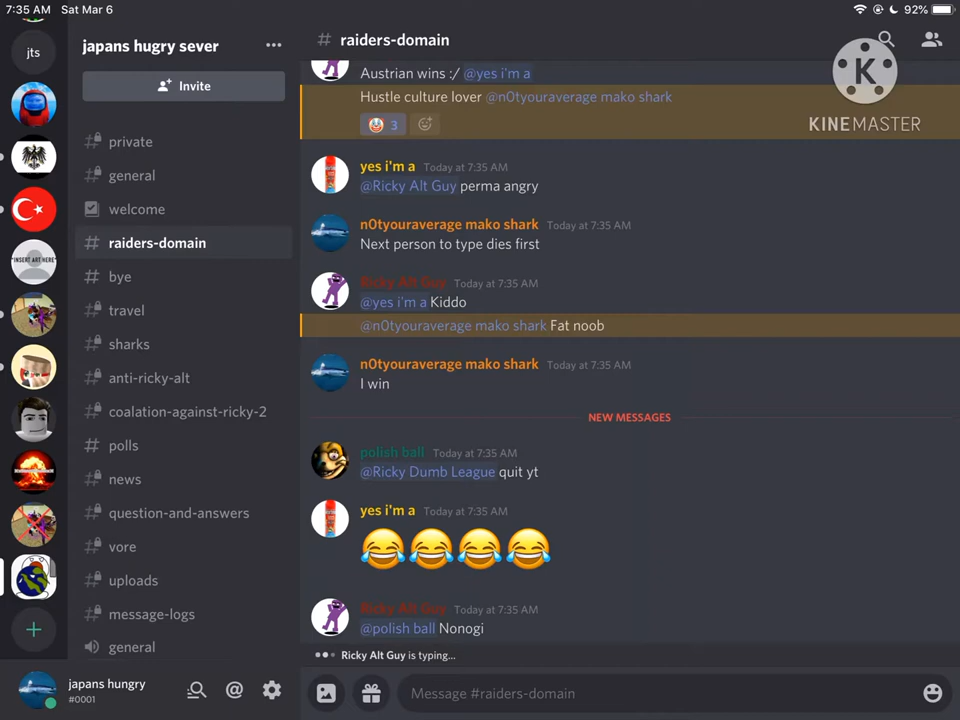 7:35 AM Sat Mar 6
92%
jts
"INSERT ART HERE"
japans hugry sever
Invite
private
general
welcome
raiders-domain
bye
travel
sharks
anti-ricky-alt
coalation-against-ricky-2
polls
news
question-and-answers
vore
uploads
message-logs
general
japans hungry
#0001
# raiders-domain
K
KINEMASTER
Austrian wins :/ @yes i'm a
Hustle culture lover @n0tyouraverage mako shark
🤡 3
yes i'm a Today at 7:35 AM
@Ricky Alt Guy perma angry
n0tyouraverage mako shark Today at 7:35 AM
Next person to type dies first
Ricky Alt Guy Today at 7:35 AM
@yes i'm a Kiddo
@n0tyouraverage mako shark Fat noob
n0tyouraverage mako shark Today at 7:35 AM
I win
NEW MESSAGES
polish ball Today at 7:35 AM
@Ricky Dumb League quit yt
yes i'm a Today at 7:35 AM
😂😂😂😂
Ricky Alt Guy Today at 7:35 AM
@polish ball Nonogi
Ricky Alt Guy is typing...
Message #raiders-domain